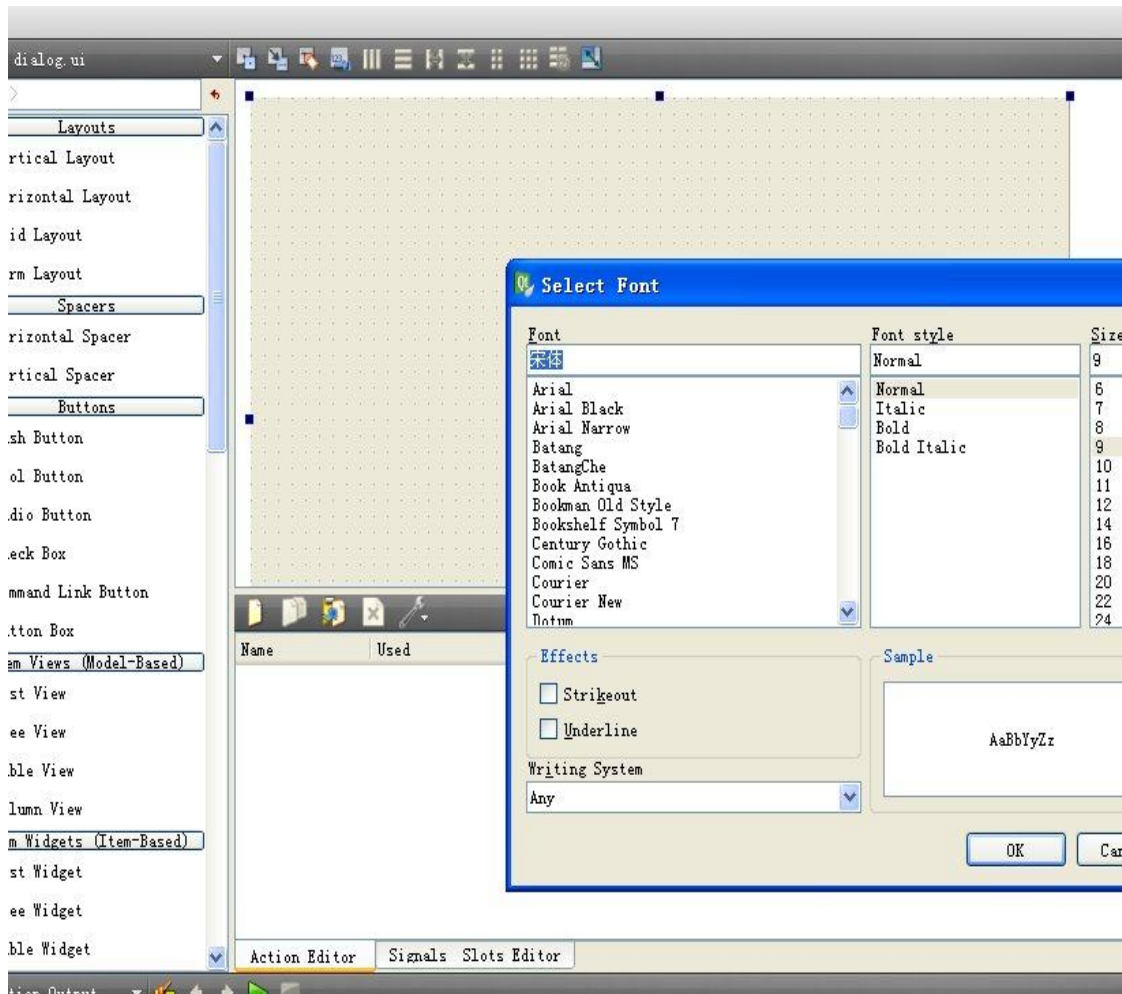 dialog.ui
Layouts
rtical Layout
rizontal Layout
id Layout
rm Layout
Spacers
rizontal Spacer
rtical Spacer
Buttons
sh Button
ol Button
dio Button
eck Box
mmand Link Button
tton Box
em Views (Model-Based)
st View
ee View
ble View
lumn View
m Widgets (Item-Based)
st Widget
ee Widget
ble Widget
Name Used
Action Editor Signals Slots Editor
tion Output
Qt Select Font
Font
宋体
Arial
Arial Black
Arial Narrow
Batang
BatangChe
Book Antiqua
Bookman Old Style
Bookshelf Symbol 7
Century Gothic
Comic Sans MS
Courier
Courier New
Dotum
Font style
Normal
Normal
Italic
Bold
Bold Italic
Size
9
6
7
8
9
10
11
12
14
16
18
20
22
24
Effects
Strikeout
Underline
Writing System
Any
Sample
AaBbYyZz
OK Can